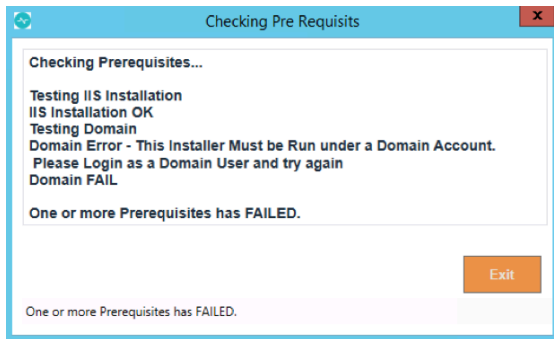 Checking Pre Requisits
x
Checking Prerequisites...
Testing IIS Installation
IIS Installation OK
Testing Domain
Domain Error - This Installer Must be Run under a Domain Account.
Please Login as a Domain User and try again
Domain FAIL
One or more Prerequisites has FAILED.
Exit
One or more Prerequisites has FAILED.